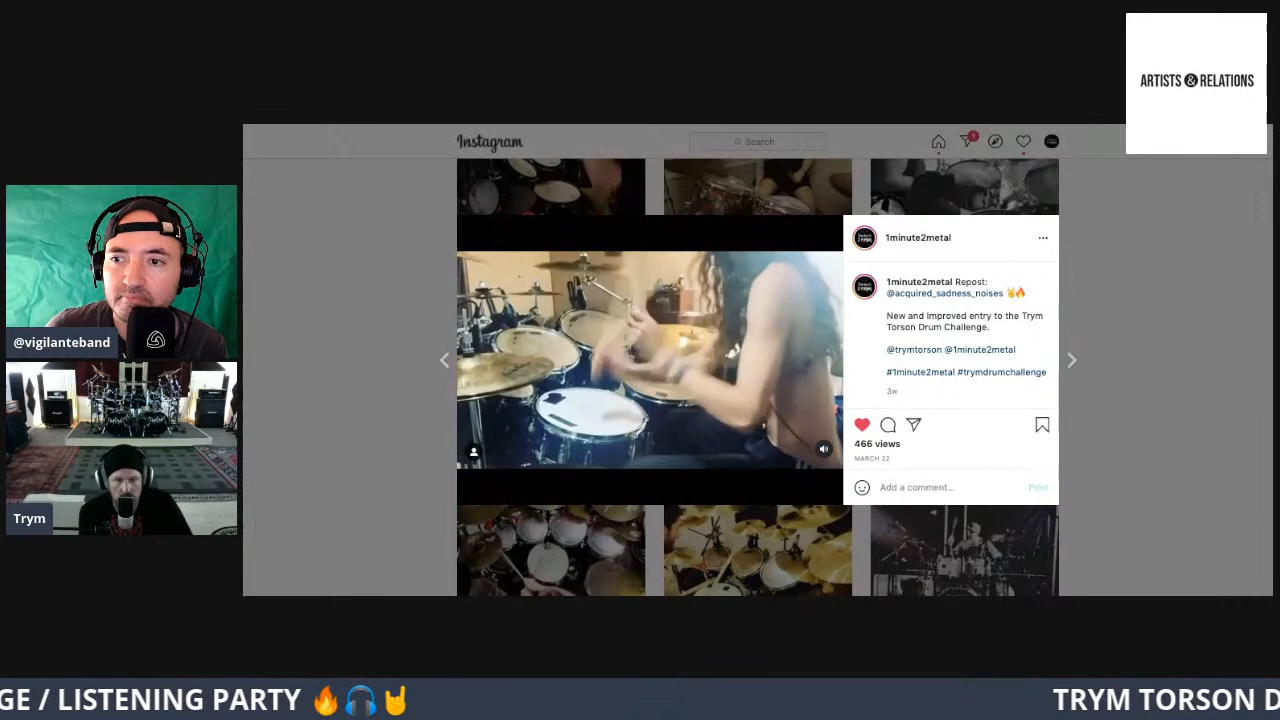 ARTISTS & RELATIONS
Instagram
Search
1
1minute2metal
1minute2metal Repost:
@acquired_sadness_noises 🤘🔥
New and Improved entry to the Trym
Torson Drum Challenge.
@trymtorson @1minute2metal
#1minute2metal #trymdrumchallenge
3w
466 views
MARCH 22
Add a comment...
Post
@vigilanteband
Trym
GE / LISTENING PARTY 🔥🎧🤘
TRYM TORSON D